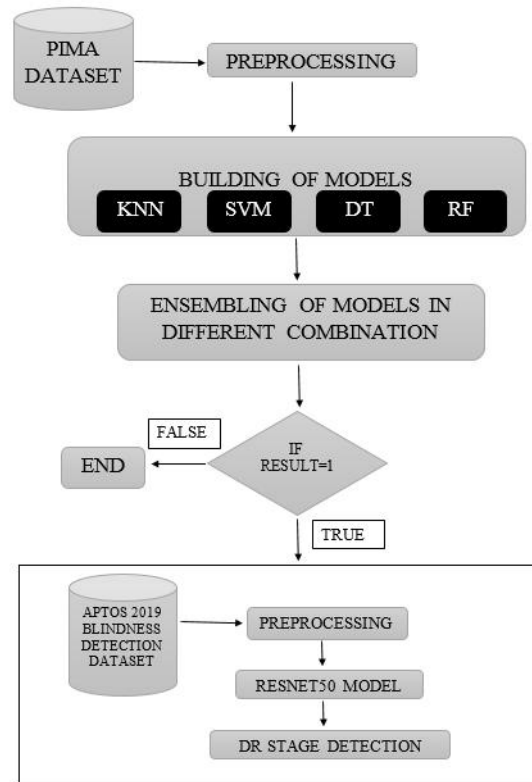 PIMA
DATASET
PREPROCESSING
BUILDING OF MODELS
KNN
SVM
DT
RF
ENSEMBLING OF MODELS IN
DIFFERENT COMBINATION
FALSE
IF
RESULT=1
END
TRUE
APTOS 2019
BLINDNESS
DETECTION
DATASET
PREPROCESSING
RESNET50 MODEL
DR STAGE DETECTION